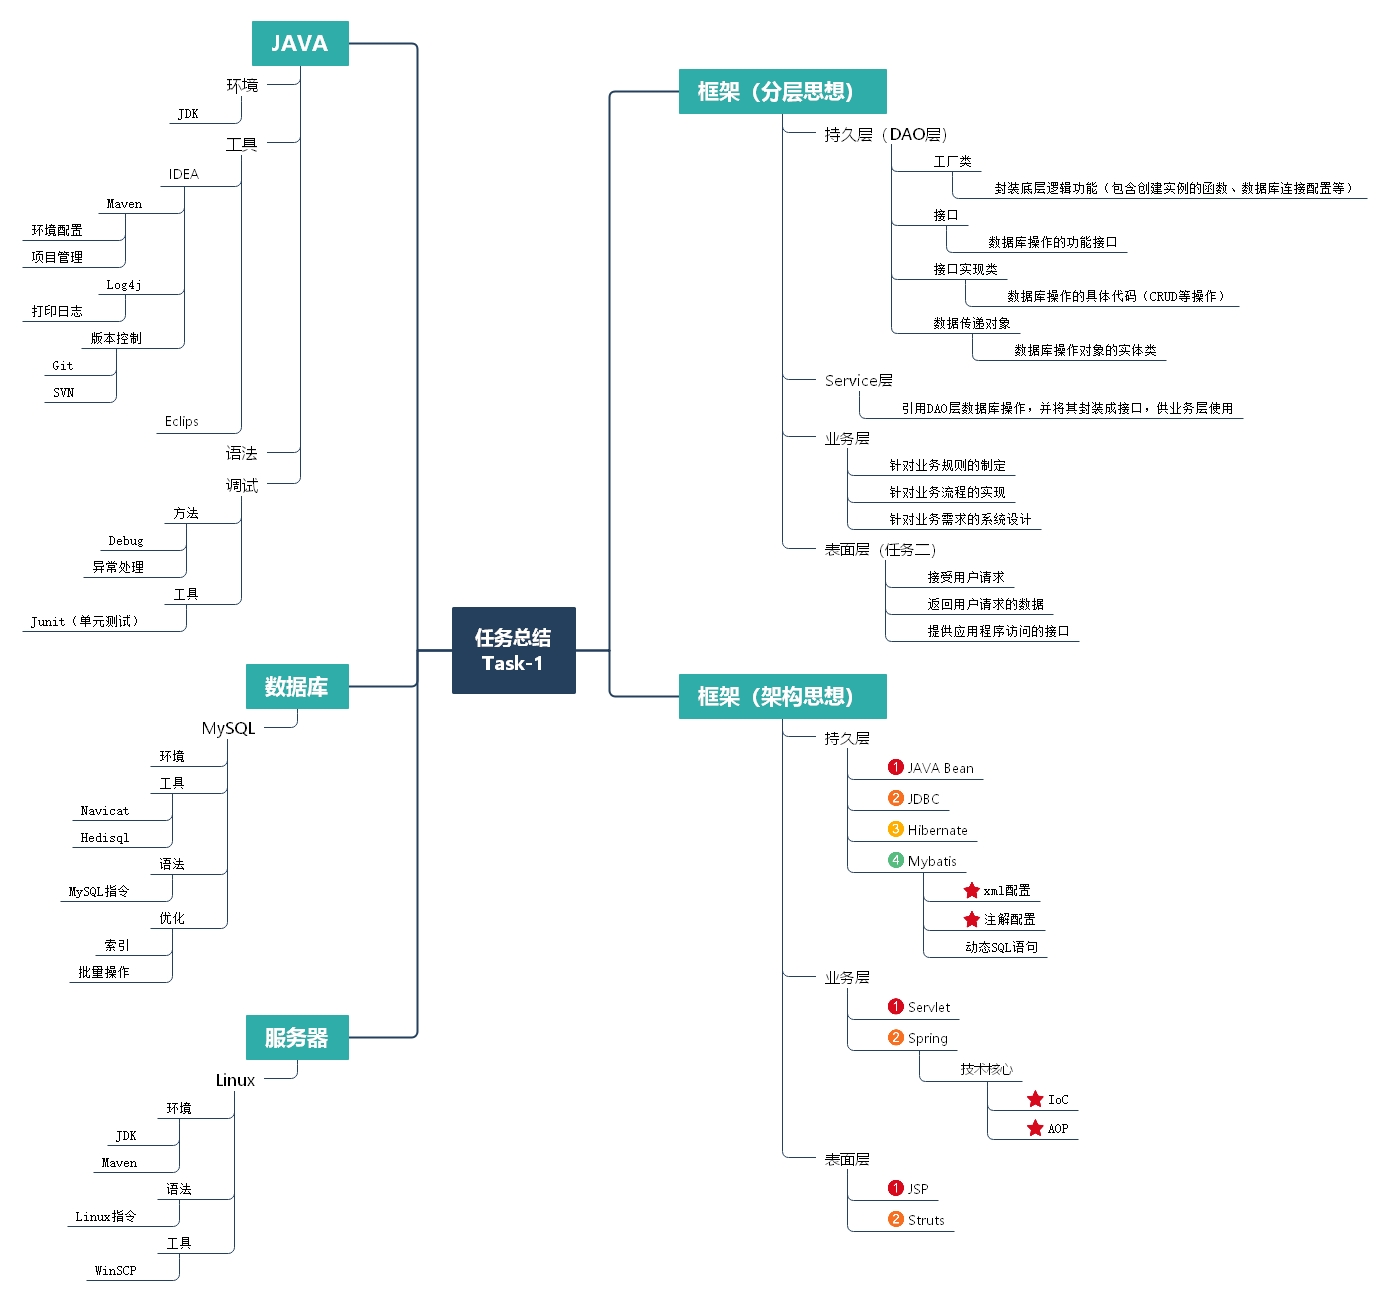 任务总结
Task-1
JAVA
环境
JDK
工具
IDEA
Maven
环境配置
项目管理
Log4j
打印日志
版本控制
Git
SVN
Eclips
语法
调试
方法
Debug
异常处理
工具
Junit（单元测试）
数据库
MySQL
环境
工具
Navicat
Hedisql
语法
MySQL指令
优化
索引
批量操作
服务器
Linux
环境
JDK
Maven
语法
Linux指令
工具
WinSCP
框架（分层思想）
持久层（DAO层）
工厂类
封装底层逻辑功能（包含创建实例的函数、数据库连接配置等）
接口
数据库操作的功能接口
接口实现类
数据库操作的具体代码（CRUD等操作）
数据传递对象
数据库操作对象的实体类
Service层
引用DAO层数据库操作，并将其封装成接口，供业务层使用
业务层
针对业务规则的制定
针对业务流程的实现
针对业务需求的系统设计
表面层（任务二）
接受用户请求
返回用户请求的数据
提供应用程序访问的接口
框架（架构思想）
持久层
1 JAVA Bean
2 JDBC
3 Hibernate
4 Mybatis
xml配置
注解配置
动态SQL语句
业务层
1 Servlet
2 Spring
技术核心
IoC
AOP
表面层
1 JSP
2 Struts